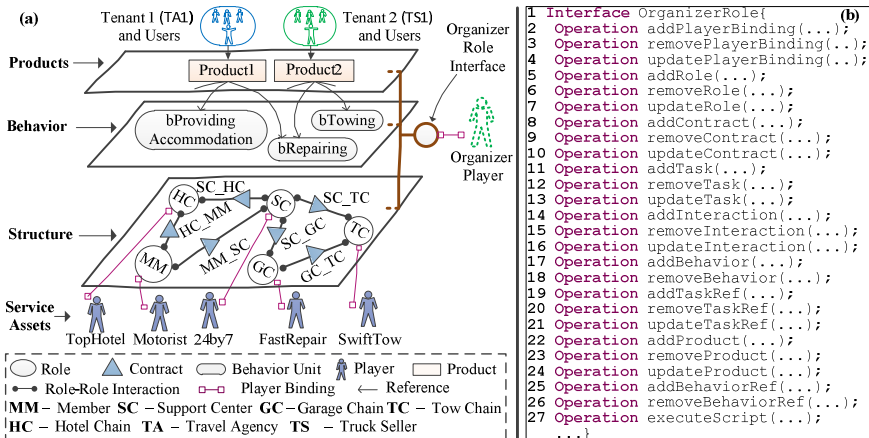 (a)
Tenant 1 (TA1)
and Users
Tenant 2 (TS1)
and Users
Organizer
Role
Interface
Products
Product1
Product2
Behavior
bProviding
Accommodation
bTowing
bRepairing
Organizer
Player
Structure
HC
SC_HC
SC
SC_TC
TC
HC_MM
MM_SC
SC_GC
MM
GC
GC_TC
Service
Assets
TopHotel
Motorist
24by7
FastRepair
SwiftTow
Role
Contract
Behavior Unit
Player
Product
Role-Role Interaction
Player Binding
Reference
MM – Member SC – Support Center GC – Garage Chain TC – Tow Chain
HC – Hotel Chain TA – Travel Agency TS – Truck Seller
(b)
1 Interface OrganizerRole{
2 Operation addPlayerBinding(...);
3 Operation removePlayerBinding(..);
4 Operation updatePlayerBinding(..);
5 Operation addRole(...);
6 Operation removeRole(...);
7 Operation updateRole(...);
8 Operation addContract(...);
9 Operation removeContract(...);
10 Operation updateContract(...);
11 Operation addTask(...);
12 Operation removeTask(...);
13 Operation updateTask(...);
14 Operation addInteraction(...);
15 Operation removeInteraction(...);
16 Operation updateInteraction(...);
17 Operation addBehavior(...);
18 Operation removeBehavior(...);
19 Operation addTaskRef(...);
20 Operation removeTaskRef(...);
21 Operation updateTaskRef(...);
22 Operation addProduct(...);
23 Operation removeProduct(...);
24 Operation updateProduct(...);
25 Operation addBehaviorRef(...);
26 Operation removeBehaviorRef(...);
27 Operation executeScript(...);
...}